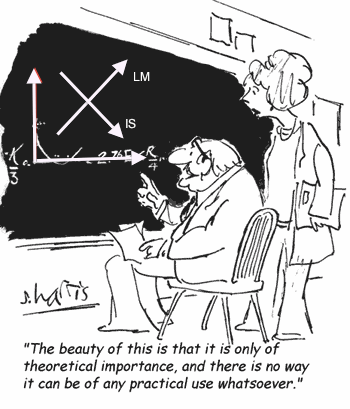 LM
IS
s. harris
"The beauty of this is that it is only of
theoretical importance, and there is no way
it can be of any practical use whatsoever."